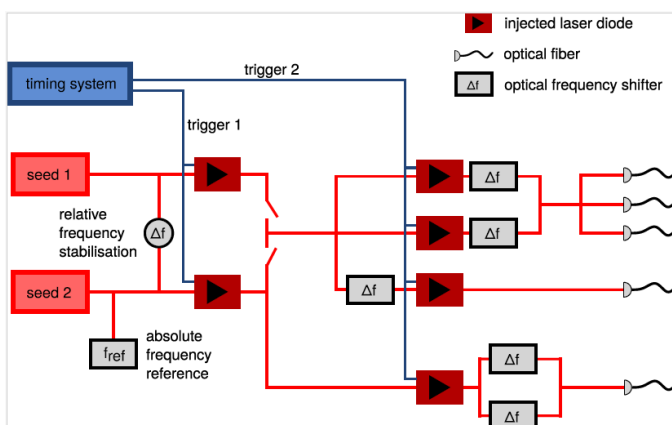 injected laser diode
optical fiber
Δf optical frequency shifter
timing system
trigger 2
trigger 1
seed 1
Δf
relative
frequency
stabilisation
Δf
Δf
seed 2
Δf
fref
absolute
frequency
reference
Δf
Δf